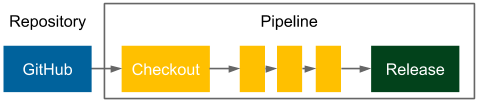 Repository
Pipeline
GitHub
Checkout
Release